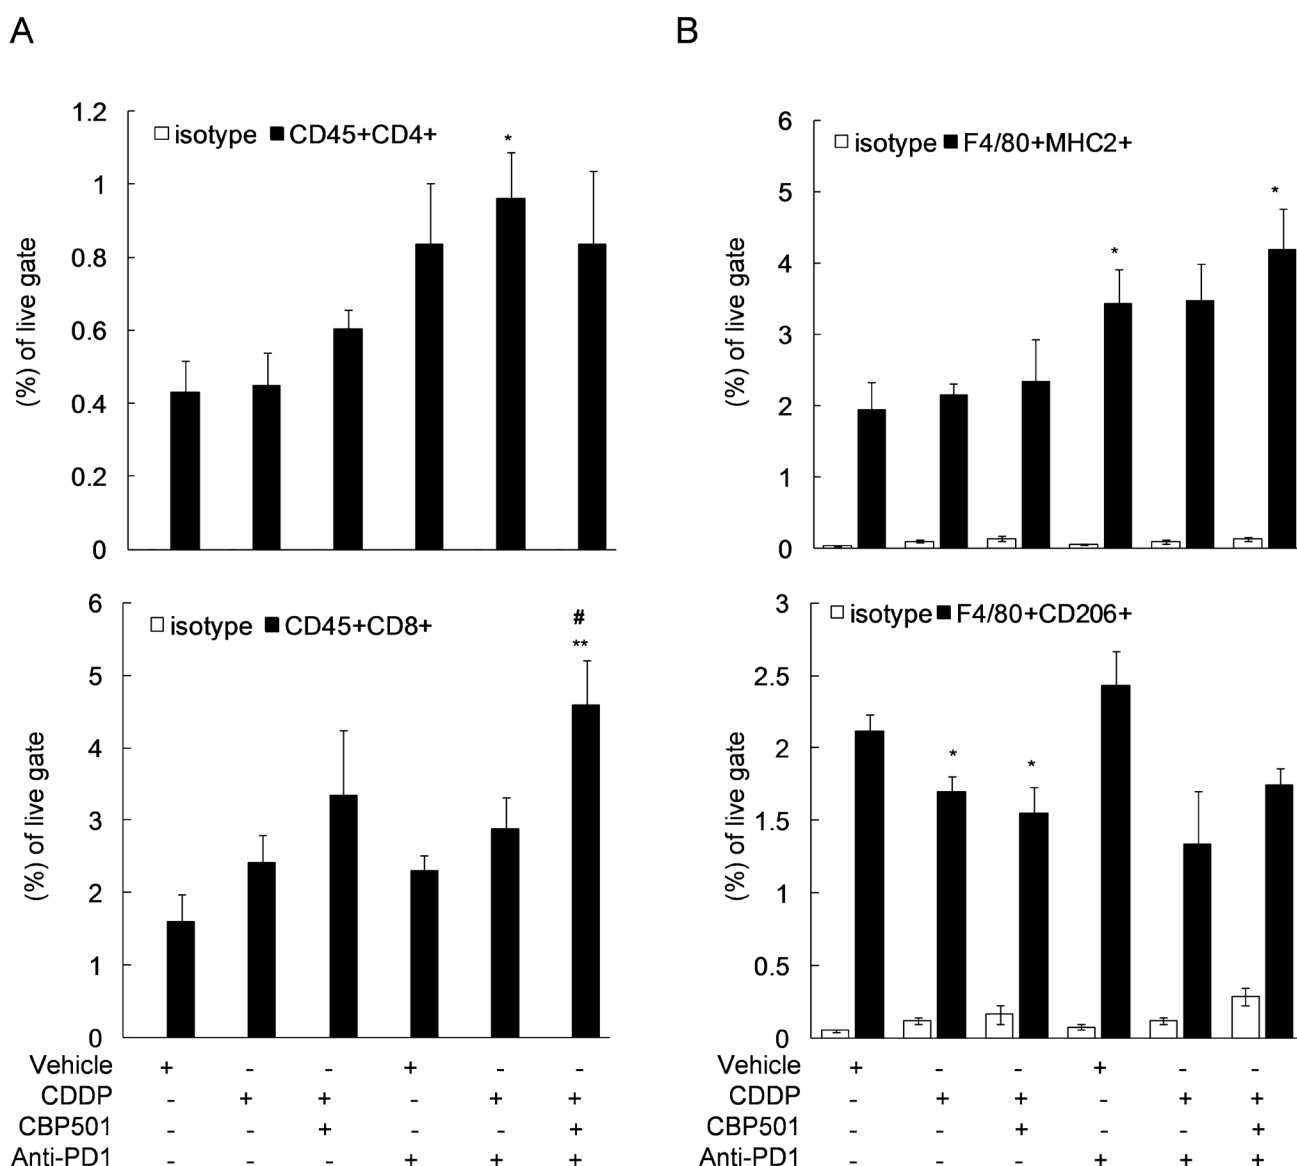 A
B
1.2
1
0.8
0.6
0.4
0.2
0
(%) of live gate
isotype CD45+CD4+
*
6
5
4
3
2
1
0
(%) of live gate
isotype F4/80+MHC2+
*
*
6
5
4
3
2
1
0
(%) of live gate
isotype CD45+CD8+
#
**
3
2.5
2
1.5
1
0.5
0
(%) of live gate
isotype F4/80+CD206+
*
*
Vehicle + - - + - -
CDDP - + + - + +
CBP501 - - + - - +
Anti-PD1 - - - + + +
Vehicle + - - + - -
CDDP - + + - + +
CBP501 - - + - - +
Anti-PD1 - - - + + +